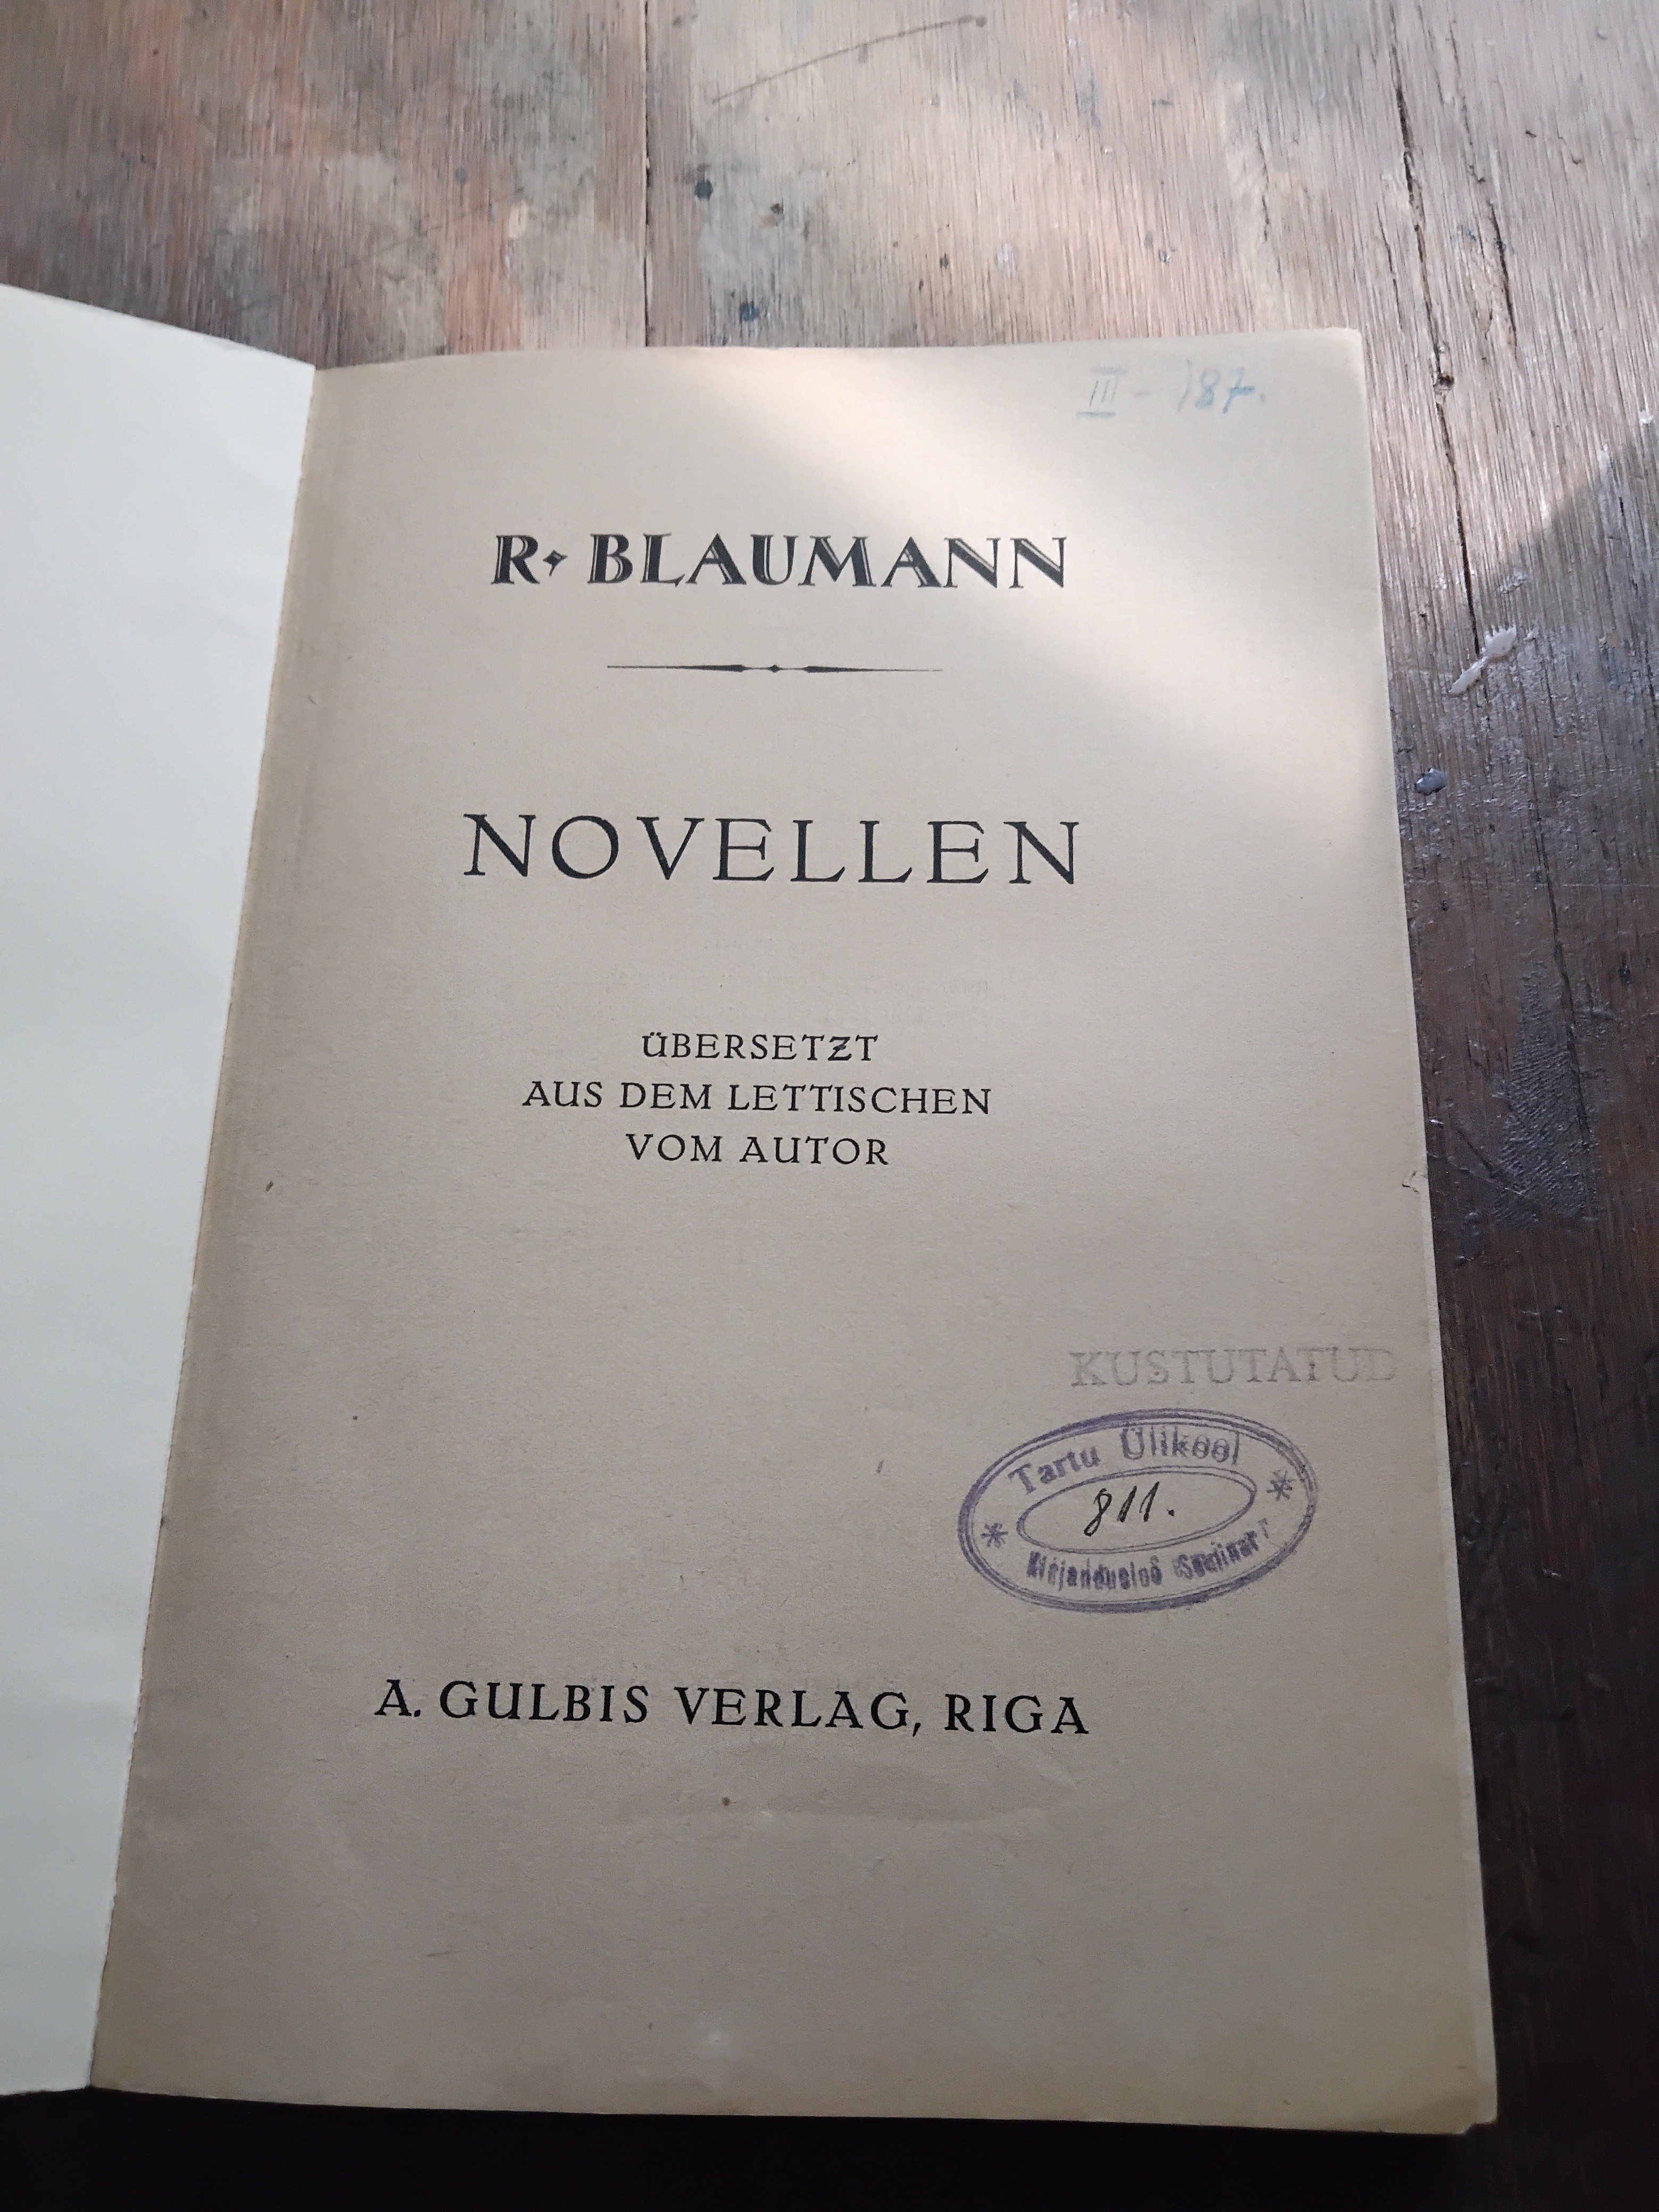 III - 187.
R· BLAUMANN
NOVELLEN
ÜBERSETZT
AUS DEM LETTISCHEN
VOM AUTOR
KUSTUTATUD
Tartu Ülikool
811.
A. GULBIS VERLAG, RIGA